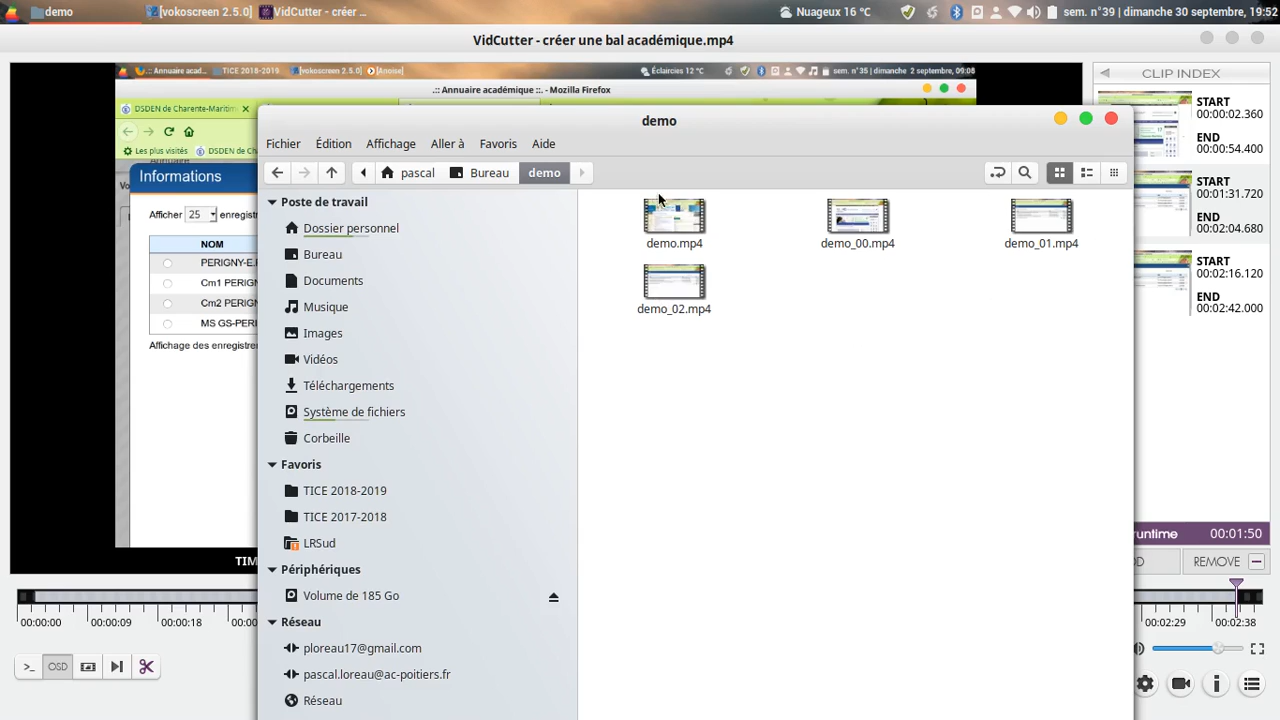 demo [vokoscreen 2.5.0] VidCutter - créer ... Nuageux 16 °C sem. n°39 | dimanche 30 septembre, 19:52
VidCutter - créer une bal académique.mp4
.:: Annuaire acad... TICE 2018-2019 [vokoscreen 2.5.0] [Anoise] Éclaircies 12 °C sem. n°35 | dimanche 2 septembre, 09:08
.:: Annuaire académique ::. - Mozilla Firefox
DSDEN de Charente-Maritim
Les plus visités DSDEN de Cha
Annuaire
Informations
Afficher 25 enregistr
NOM
PERIGNY-E.I
Cm1 PERIGN
Cm2 PERIGN
MS GS-PERI
Affichage des enregistrer
TIM
demo
Fichier Édition Affichage Aller à Favoris Aide
pascal Bureau demo
Poste de travail
Dossier personnel
Bureau
Documents
Musique
Images
Vidéos
Téléchargements
Système de fichiers
Corbeille
Favoris
TICE 2018-2019
TICE 2017-2018
LRSud
Périphériques
Volume de 185 Go
Réseau
ploreau17@gmail.com
pascal.loreau@ac-poitiers.fr
Réseau
demo.mp4 demo_00.mp4 demo_01.mp4
demo_02.mp4
CLIP INDEX
START
00:00:02.360
END
00:00:54.400
START
00:01:31.720
END
00:02:04.680
START
00:02:16.120
END
00:02:42.000
runtime 00:01:50
DD REMOVE
00:00:00 00:00:09 00:00:18 00:0 00:02:29 00:02:38
>_ OSD